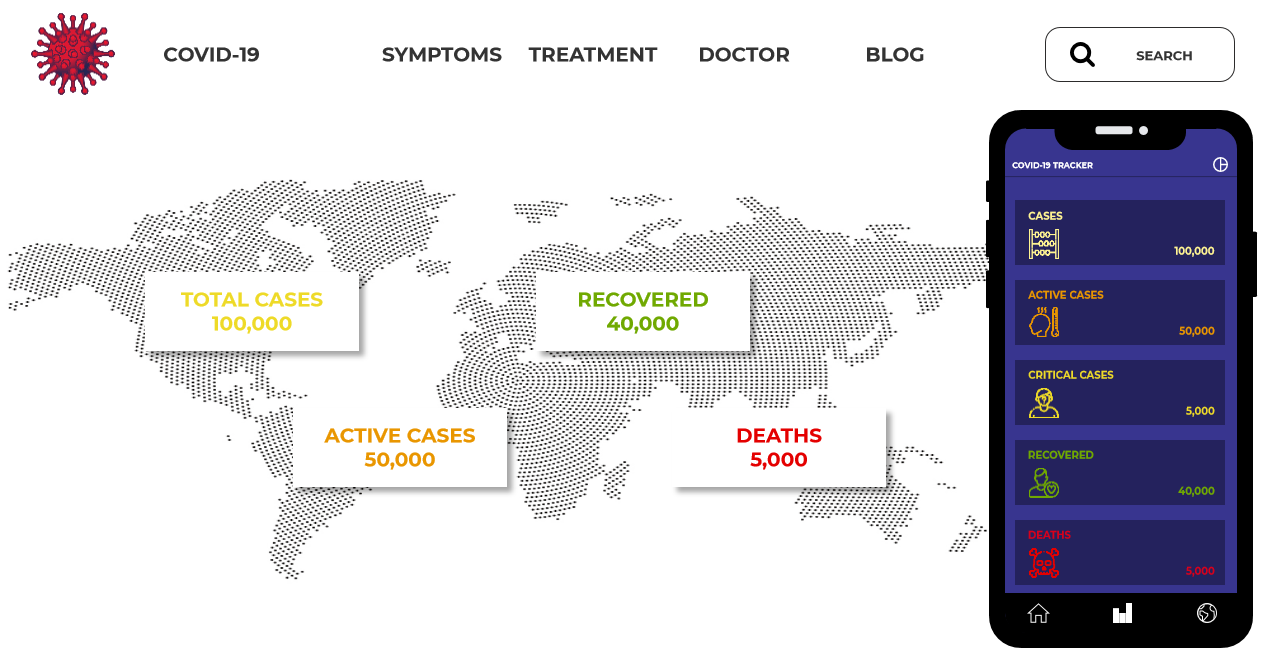 COVID-19
SYMPTOMS
TREATMENT
DOCTOR
BLOG
SEARCH
TOTAL CASES
100,000
RECOVERED
40,000
ACTIVE CASES
50,000
DEATHS
5,000
COVID-19 TRACKER
CASES
100,000
ACTIVE CASES
50,000
CRITICAL CASES
5,000
RECOVERED
40,000
DEATHS
5,000